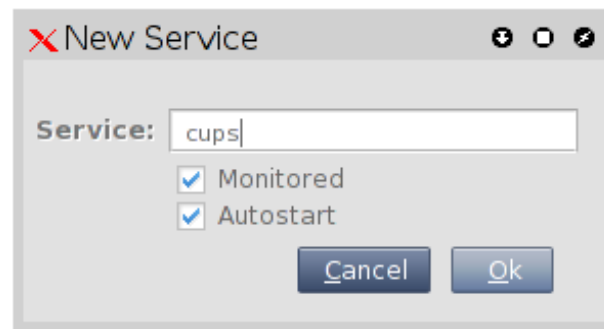 New Service
Service: cups
Monitored
Autostart
Cancel Ok